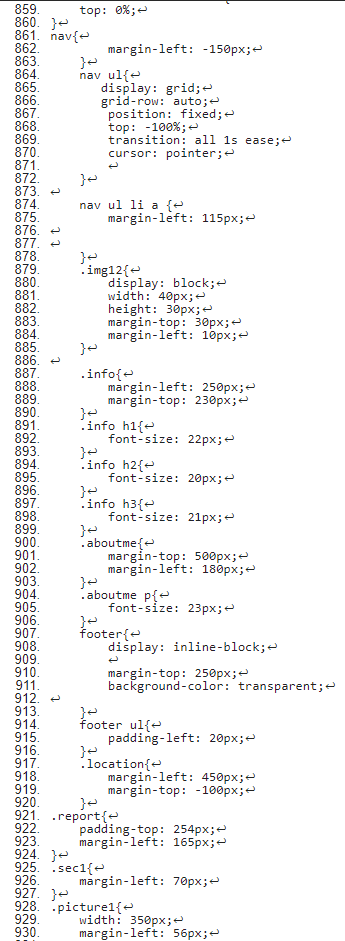 859. top: 0%;↩
860. }↩
861. nav{↩
862. margin-left: -150px;↩
863. }↩
864. nav ul{↩
865. display: grid;↩
866. grid-row: auto;↩
867. position: fixed;↩
868. top: -100%;↩
869. transition: all 1s ease;↩
870. cursor: pointer;↩
871. ↩
872. }↩
873. ↩
874. nav ul li a {↩
875. margin-left: 115px;↩
876. ↩
877. ↩
878. }↩
879. .img12{↩
880. display: block;↩
881. width: 40px;↩
882. height: 30px;↩
883. margin-top: 30px;↩
884. margin-left: 10px;↩
885. }↩
886. ↩
887. .info{↩
888. margin-left: 250px;↩
889. margin-top: 230px;↩
890. }↩
891. .info h1{↩
892. font-size: 22px;↩
893. }↩
894. .info h2{↩
895. font-size: 20px;↩
896. }↩
897. .info h3{↩
898. font-size: 21px;↩
899. }↩
900. .aboutme{↩
901. margin-top: 500px;↩
902. margin-left: 180px;↩
903. }↩
904. .aboutme p{↩
905. font-size: 23px;↩
906. }↩
907. footer{↩
908. display: inline-block;↩
909. ↩
910. margin-top: 250px;↩
911. background-color: transparent;↩
912. ↩
913. }↩
914. footer ul{↩
915. padding-left: 20px;↩
916. }↩
917. .location{↩
918. margin-left: 450px;↩
919. margin-top: -100px;↩
920. }↩
921. .report{↩
922. padding-top: 254px;↩
923. margin-left: 165px;↩
924. }↩
925. .sec1{↩
926. margin-left: 70px;↩
927. }↩
928. .picture1{↩
929. width: 350px;↩
930. margin-left: 56px;↩